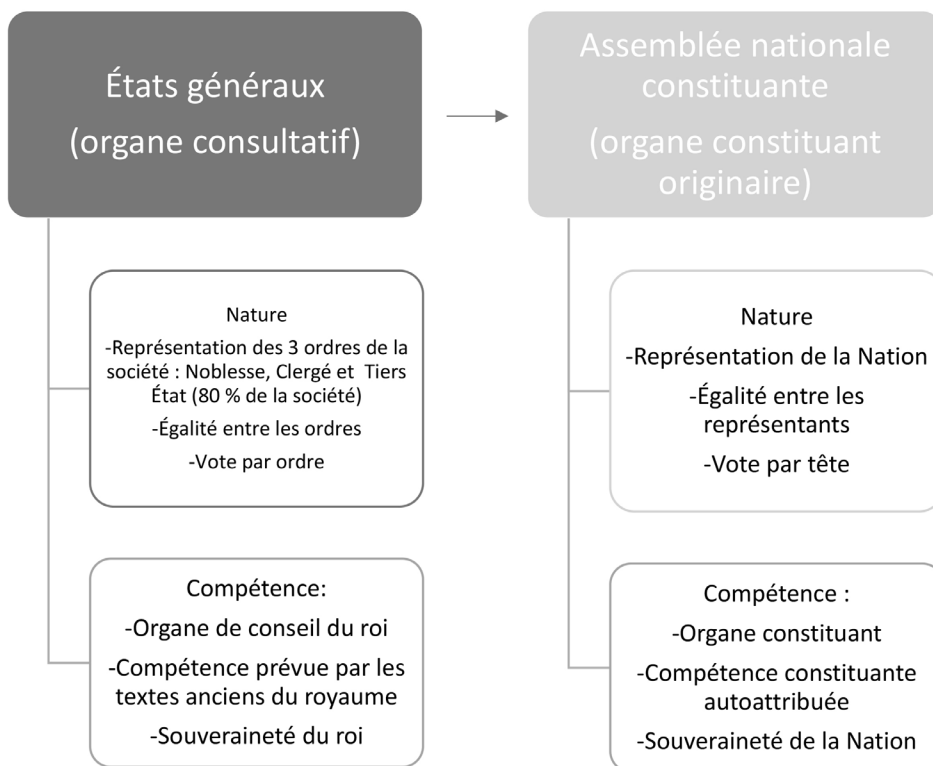 États généraux
(organe consultatif)
Assemblée nationale
constituante
(organe constituant
originaire)
Nature
-Représentation des 3 ordres de la
société : Noblesse, Clergé et Tiers
État (80 % de la société)
-Égalité entre les ordres
-Vote par ordre
Nature
-Représentation de la Nation
-Égalité entre les
représentants
-Vote par tête
Compétence:
-Organe de conseil du roi
-Compétence prévue par les
textes anciens du royaume
-Souveraineté du roi
Compétence :
-Organe constituant
-Compétence constituante
autoattribuée
-Souveraineté de la Nation